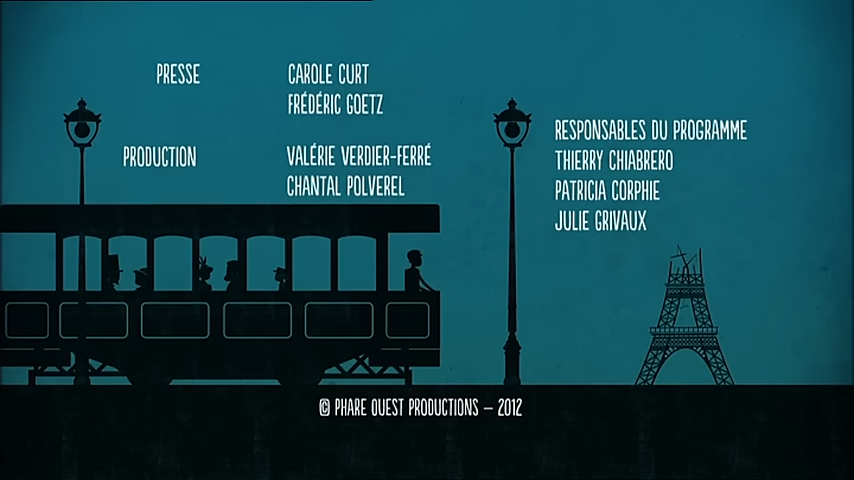 PRESSE
CAROLE CURT
FRÉDÉRIC GOETZ
PRODUCTION
VALÉRIE VERDIER-FERRÉ
CHANTAL POLVEREL
RESPONSABLES DU PROGRAMME
THIERRY CHIABRERO
PATRICIA CORPHIE
JULIE GRIVAUX
© PHARE OUEST PRODUCTIONS – 2012